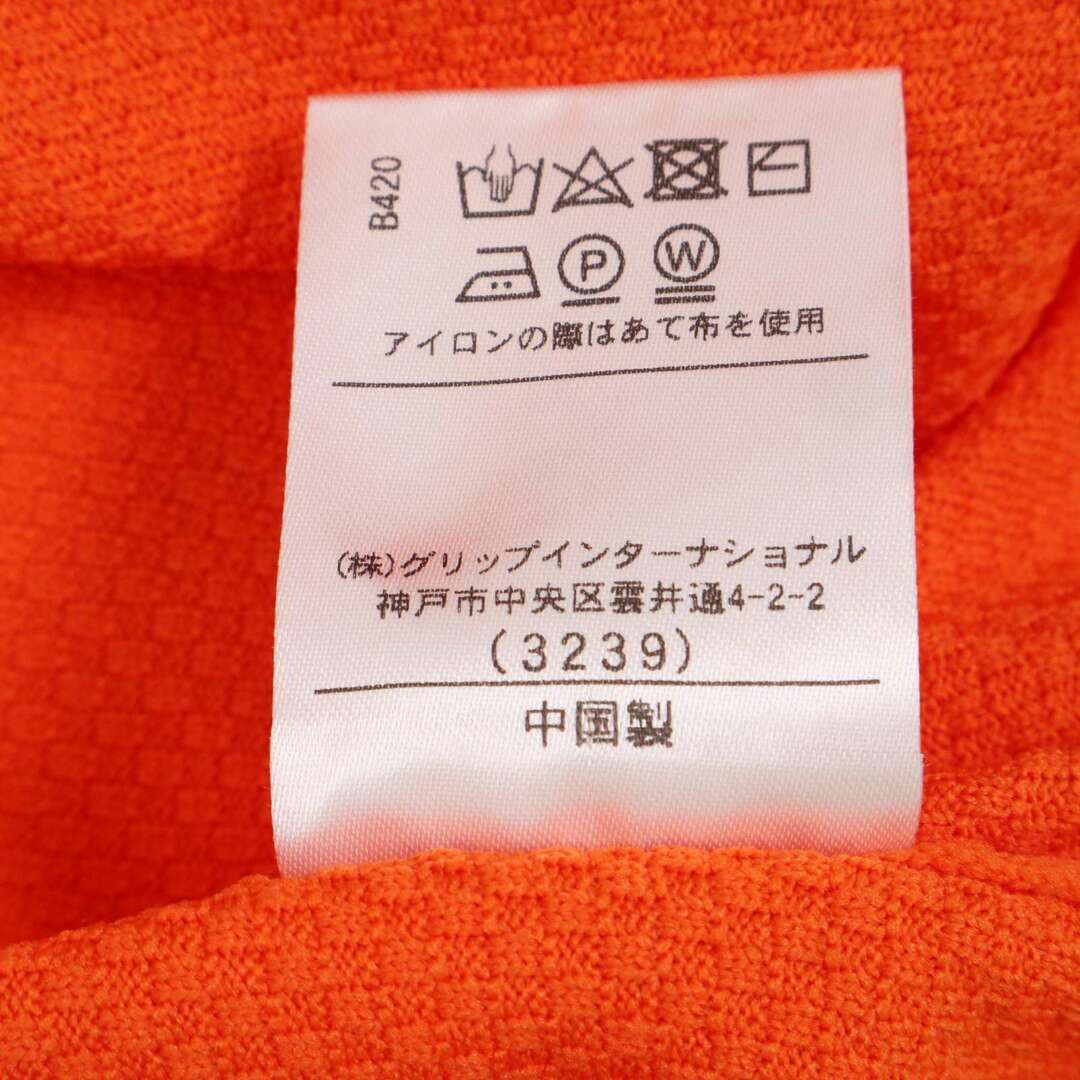 B420
P
W
アイロンの際はあて布を使用
(株)グリップインターナショナル
神戸市中央区雲井通4-2-2
(3239)
中国製